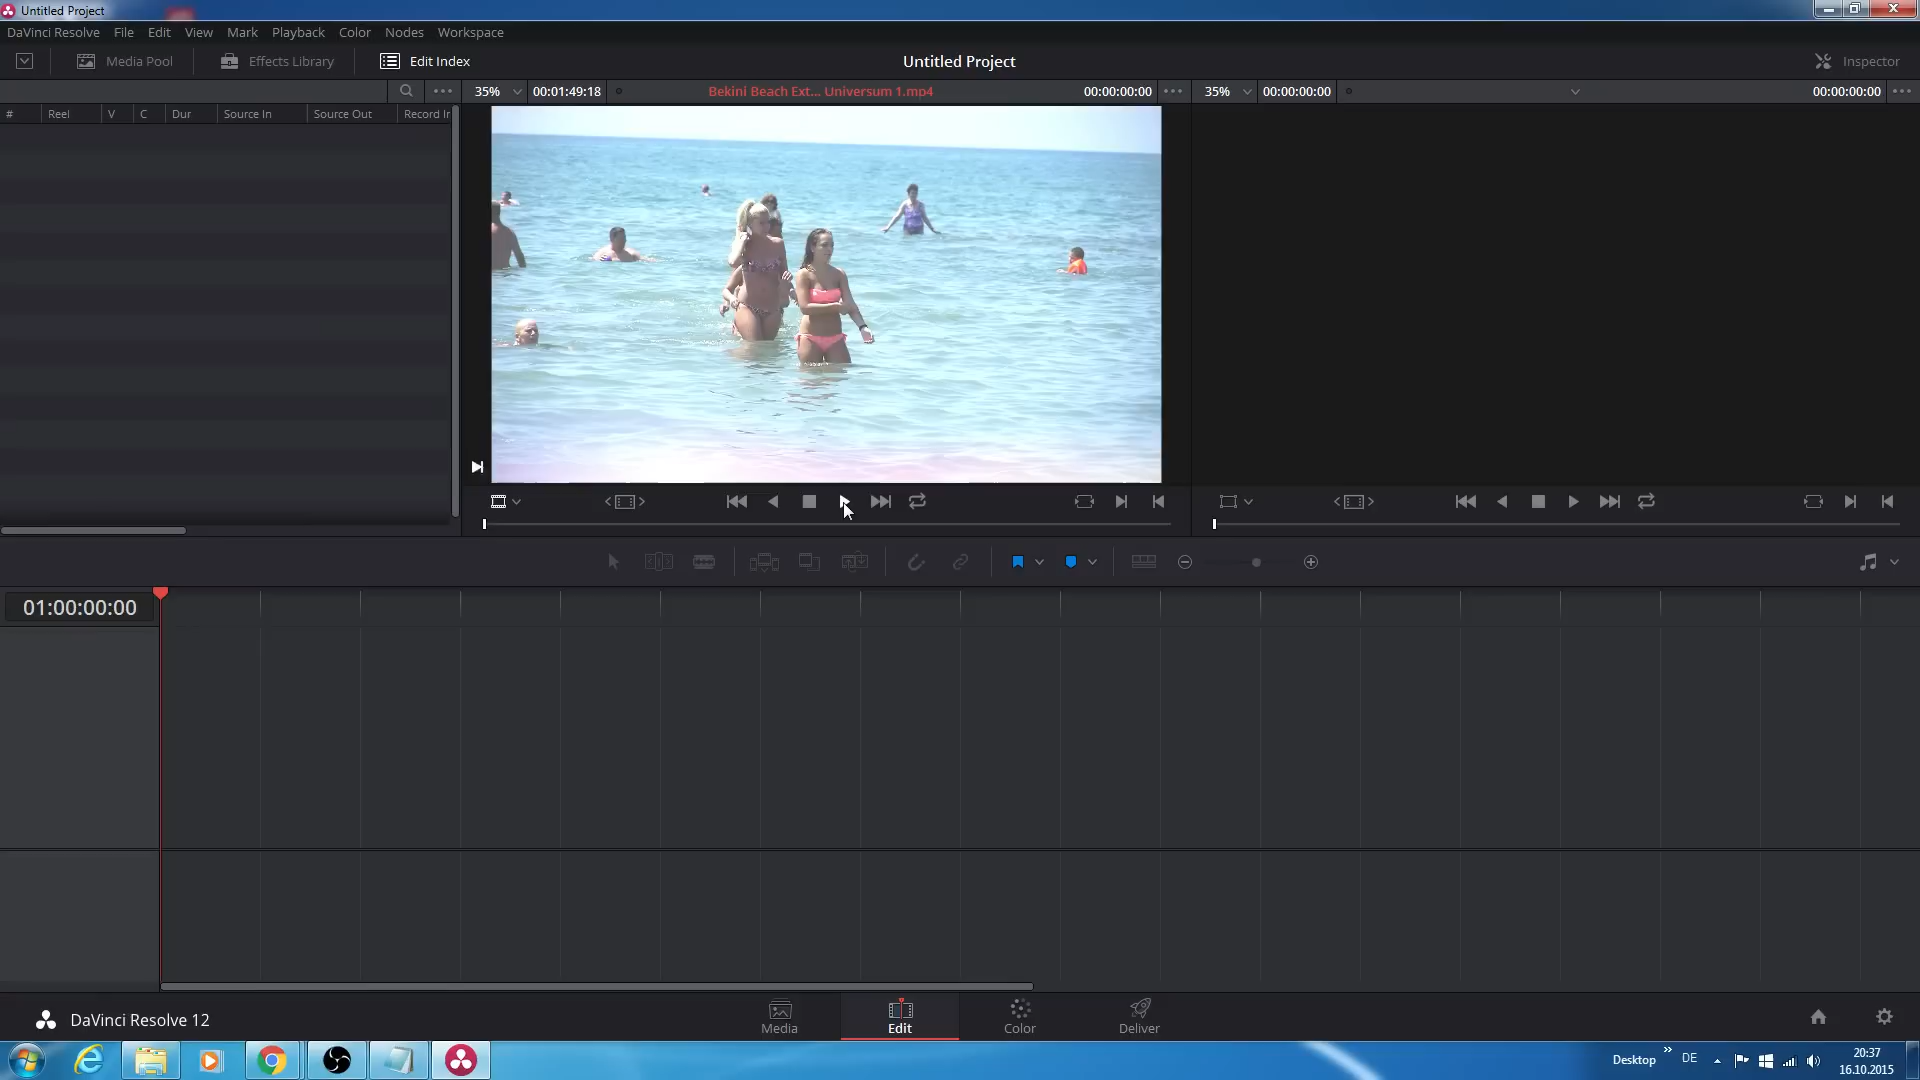 Untitled Project
DaVinci Resolve File Edit View Mark Playback Color Nodes Workspace
Media Pool Effects Library Edit Index Untitled Project Inspector
35% 00:01:49:18 Bekini Beach Ext... Universum 1.mp4 00:00:00:00 35% 00:00:00:00 00:00:00:00
# Reel V C Dur Source In Source Out Record In
01:00:00:00
DaVinci Resolve 12
Media Edit Color Deliver
Desktop » DE 20:37
16.10.2015